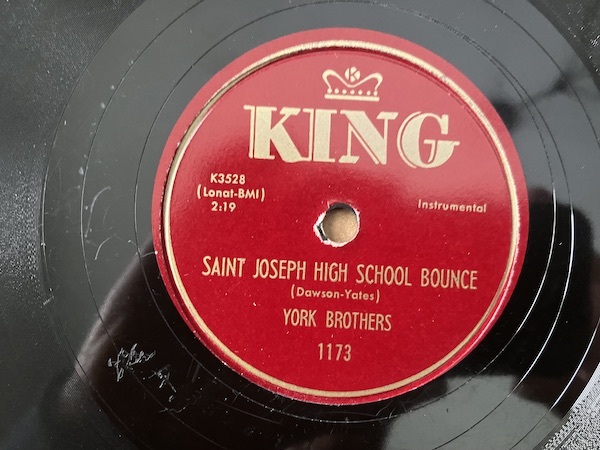 K
KING
K3528
(Lonat-BMI)
2:19
Instrumental
SAINT JOSEPH HIGH SCHOOL BOUNCE
(Dawson-Yates)
YORK BROTHERS
1173